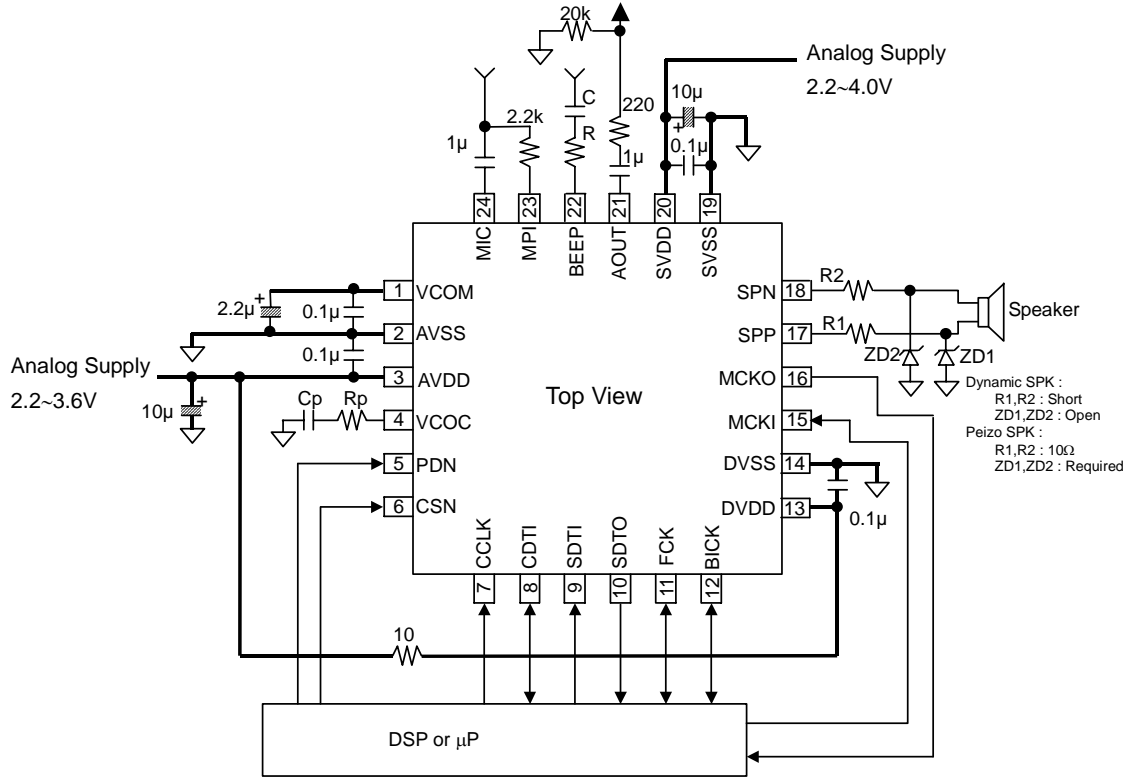 20k
Analog Supply
2.2~4.0V
C
R
2.2k
1μ
220
1μ
10μ
+
0.1μ
24
23
22
21
20
19
MIC
MPI
BEEP
AOUT
SVDD
SVSS
1
VCOM
2
AVSS
3
AVDD
4
VCOC
5
PDN
6
CSN
2.2μ
+
0.1μ
0.1μ
Analog Supply
2.2~3.6V
10μ
+
Cp
Rp
Top View
SPN
18
R2
SPP
17
R1
MCKO
16
MCKI
15
DVSS
14
DVDD
13
Speaker
ZD2
ZD1
Dynamic SPK :
R1,R2 : Short
ZD1,ZD2 : Open
Peizo SPK :
R1,R2 : 10Ω
ZD1,ZD2 : Required
0.1μ
CCLK
CDTI
SDTI
SDTO
FCK
BICK
7
8
9
10
11
12
10
DSP or μP